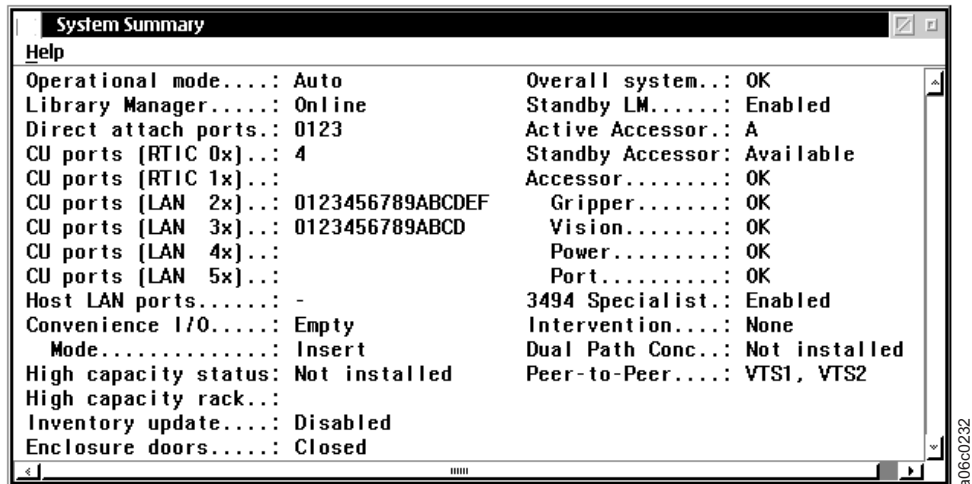 System Summary
Help
Operational mode....: Auto
Library Manager.....: Online
Direct attach ports.: 0123
CU ports (RTIC 0x)..: 4
CU ports (RTIC 1x)..:
CU ports (LAN  2x)..: 0123456789ABCDEF
CU ports (LAN  3x)..: 0123456789ABCD
CU ports (LAN  4x)..:
CU ports (LAN  5x)..:
Host LAN ports......: -
Convenience I/O.....: Empty
Mode..............: Insert
High capacity status: Not installed
High capacity rack..:
Inventory update....: Disabled
Enclosure doors.....: Closed
Overall system..: OK
Standby LM......: Enabled
Active Accessor.: A
Standby Accessor: Available
Accessor........: OK
Gripper.......: OK
Vision........: OK
Power.........: OK
Port..........: OK
3494 Specialist.: Enabled
Intervention....: None
Dual Path Conc..: Not installed
Peer-to-Peer....: VTS1, VTS2
a06c0232